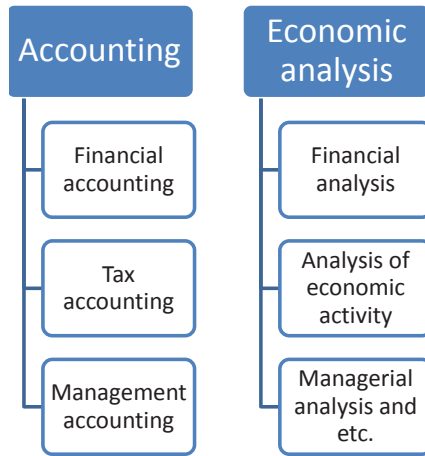 Accounting
Financial
accounting
Tax
accounting
Management
accounting
Economic
analysis
Financial
analysis
Analysis of
economic
activity
Managerial
analysis and
etc.